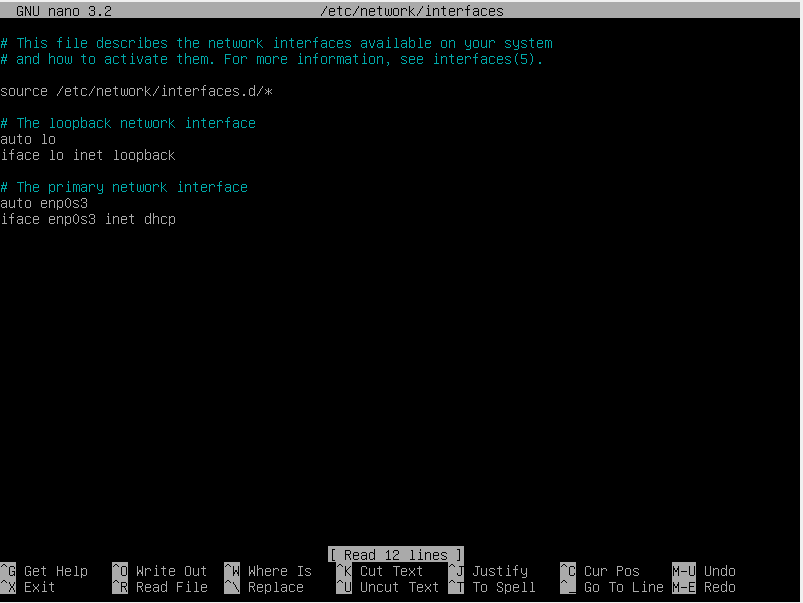 GNU nano 3.2 /etc/network/interfaces
# This file describes the network interfaces available on your system
# and how to activate them. For more information, see interfaces(5).
source /etc/network/interfaces.d/*
# The loopback network interface
auto lo
iface lo inet loopback
# The primary network interface
auto enp0s3
iface enp0s3 inet dhcp
[ Read 12 lines ]
^G Get Help ^O Write Out ^W Where Is ^K Cut Text ^J Justify ^C Cur Pos M-U Undo
^X Exit ^R Read File ^\ Replace ^U Uncut Text ^T To Spell ^_ Go To Line M-E Redo